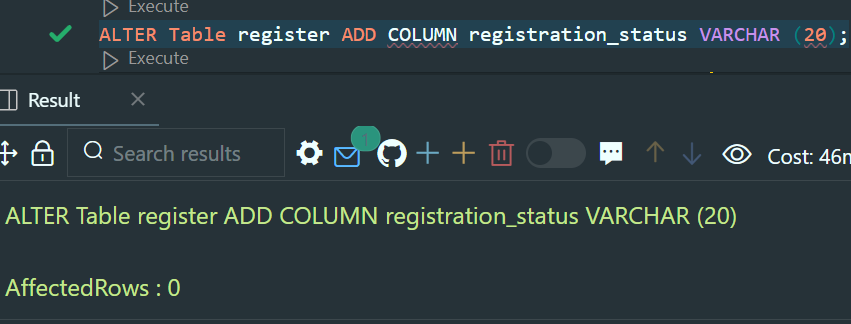 Execute
ALTER Table register ADD COLUMN registration_status VARCHAR (20);
Execute
Result
Search results
1
Cost: 46m
ALTER Table register ADD COLUMN registration_status VARCHAR (20)
AffectedRows : 0